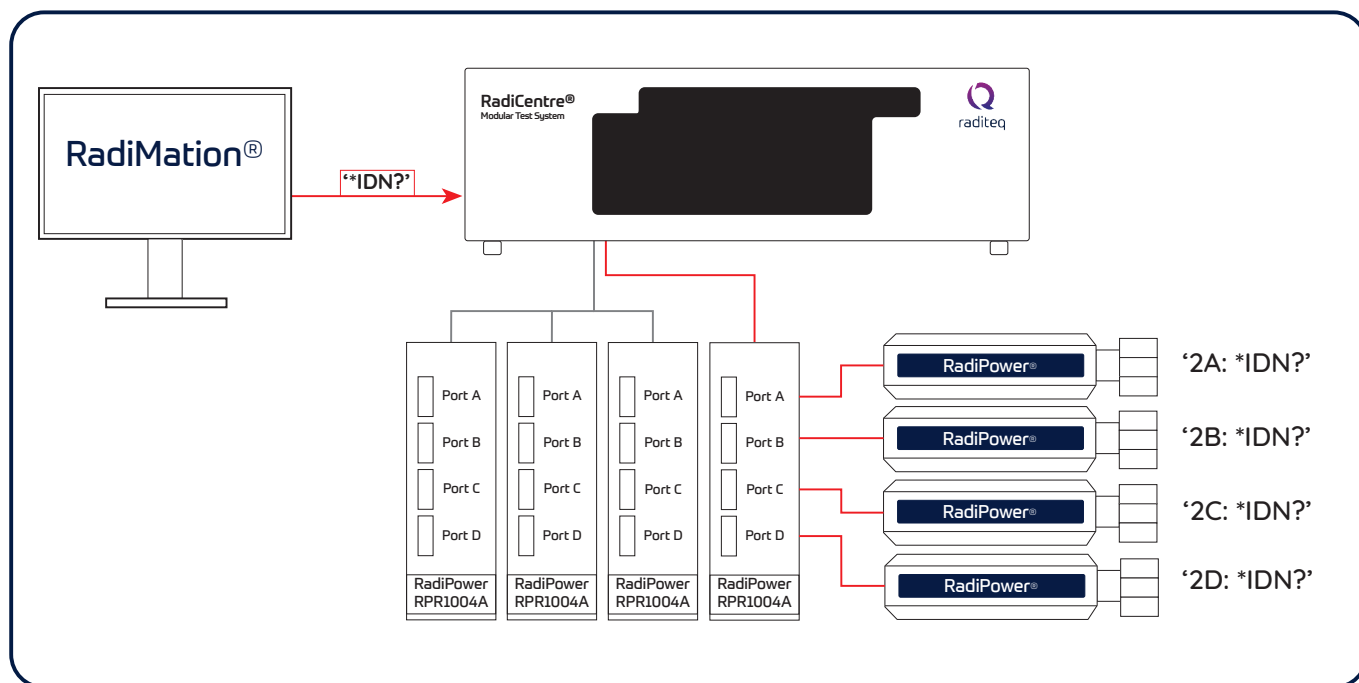 RadiMation®
‘*IDN?’
RadiCentre®
Modular Test System
raditeq
Port A
Port B
Port C
Port D
RadiPower
RPR1004A
Port A
Port B
Port C
Port D
RadiPower
RPR1004A
Port A
Port B
Port C
Port D
RadiPower
RPR1004A
Port A
Port B
Port C
Port D
RadiPower
RPR1004A
RadiPower®
‘2A: *IDN?’
RadiPower®
‘2B: *IDN?’
RadiPower®
‘2C: *IDN?’
RadiPower®
‘2D: *IDN?’